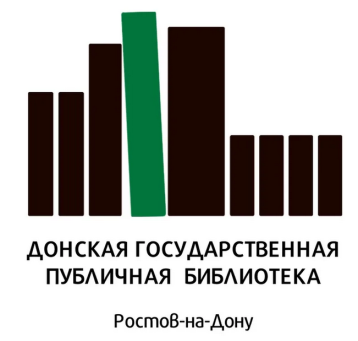 ДОНСКАЯ ГОСУДАРСТВЕННАЯ
ПУБЛИЧНАЯ БИБЛИОТЕКА
Ростов-на-Дону